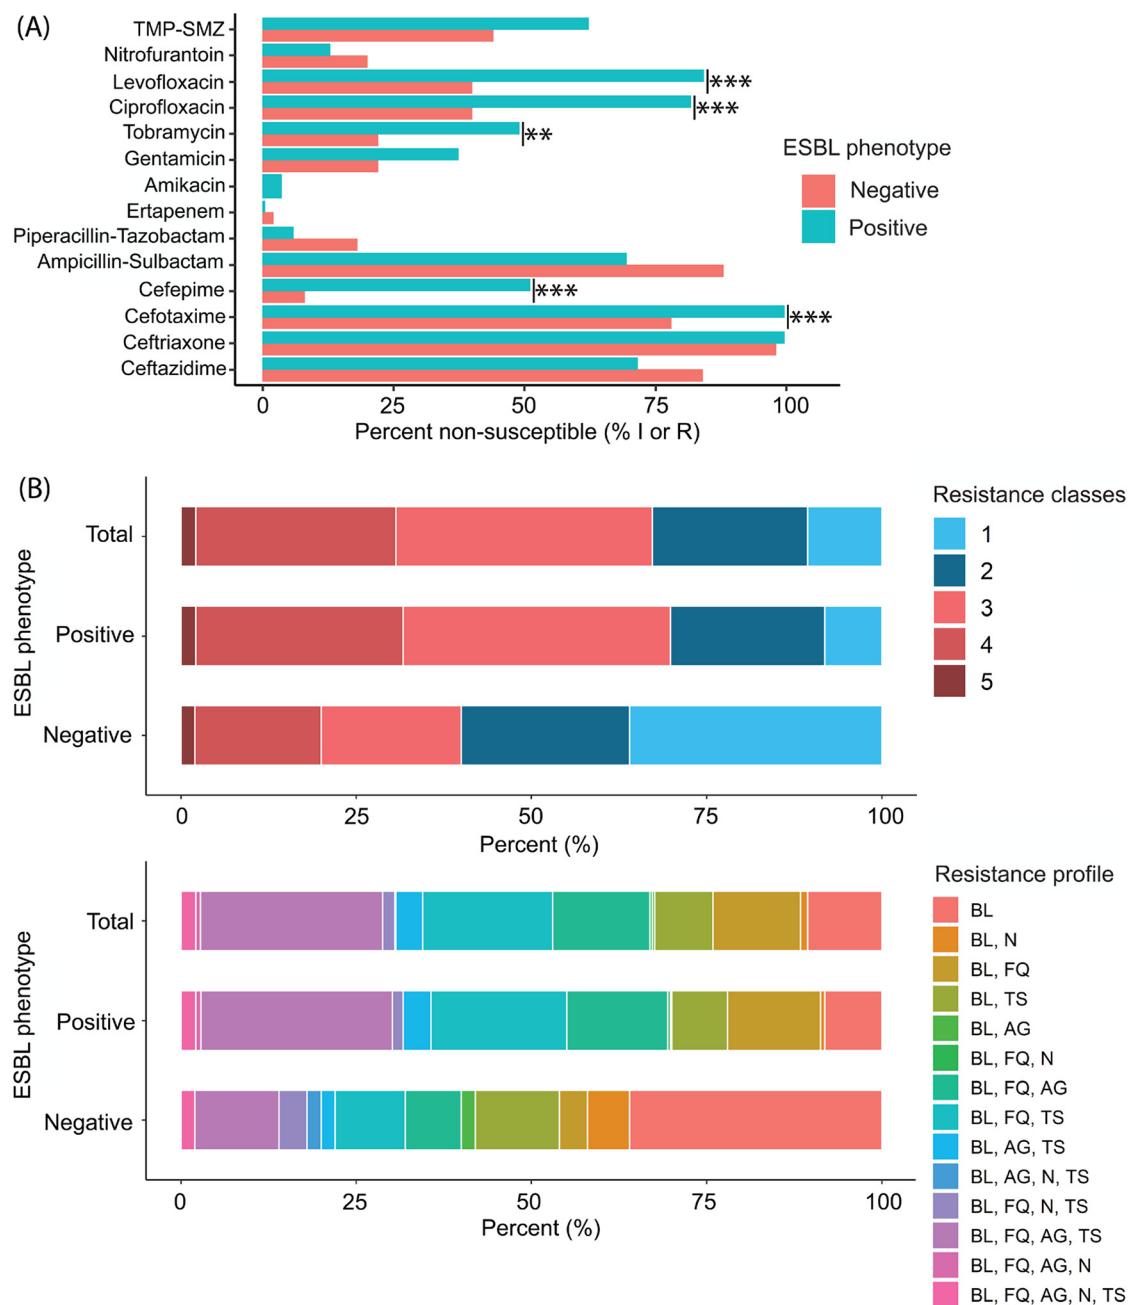 (A)
TMP-SMZ
Nitrofurantoin
Levofloxacin
***
Ciprofloxacin
***
Tobramycin
**
Gentamicin
Amikacin
Ertapenem
Piperacillin-Tazobactam
Ampicillin-Sulbactam
Cefepime
***
Cefotaxime
***
Ceftriaxone
Ceftazidime
0 25 50 75 100
Percent non-susceptible (% I or R)
ESBL phenotype
Negative
Positive
(B)
ESBL phenotype
Total
Positive
Negative
0 25 50 75 100
Percent (%)
Resistance classes
1
2
3
4
5
ESBL phenotype
Total
Positive
Negative
0 25 50 75 100
Percent (%)
Resistance profile
BL
BL, N
BL, FQ
BL, TS
BL, AG
BL, FQ, N
BL, FQ, AG
BL, FQ, TS
BL, AG, TS
BL, AG, N, TS
BL, FQ, N, TS
BL, FQ, AG, TS
BL, FQ, AG, N
BL, FQ, AG, N, TS